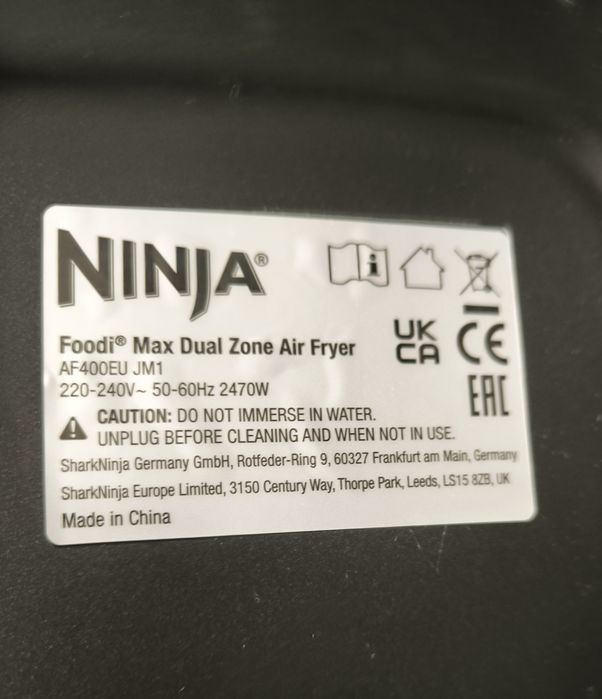 NINJA®
Foodi® Max Dual Zone Air Fryer
AF400EU JM1
220-240V~ 50-60Hz 2470W
CAUTION: DO NOT IMMERSE IN WATER.
UNPLUG BEFORE CLEANING AND WHEN NOT IN USE.
SharkNinja Germany GmbH, Rotfeder-Ring 9, 60327 Frankfurt am Main, Germany
SharkNinja Europe Limited, 3150 Century Way, Thorpe Park, Leeds, LS15 8ZB, UK
Made in China
UK
CA
CE
EAC